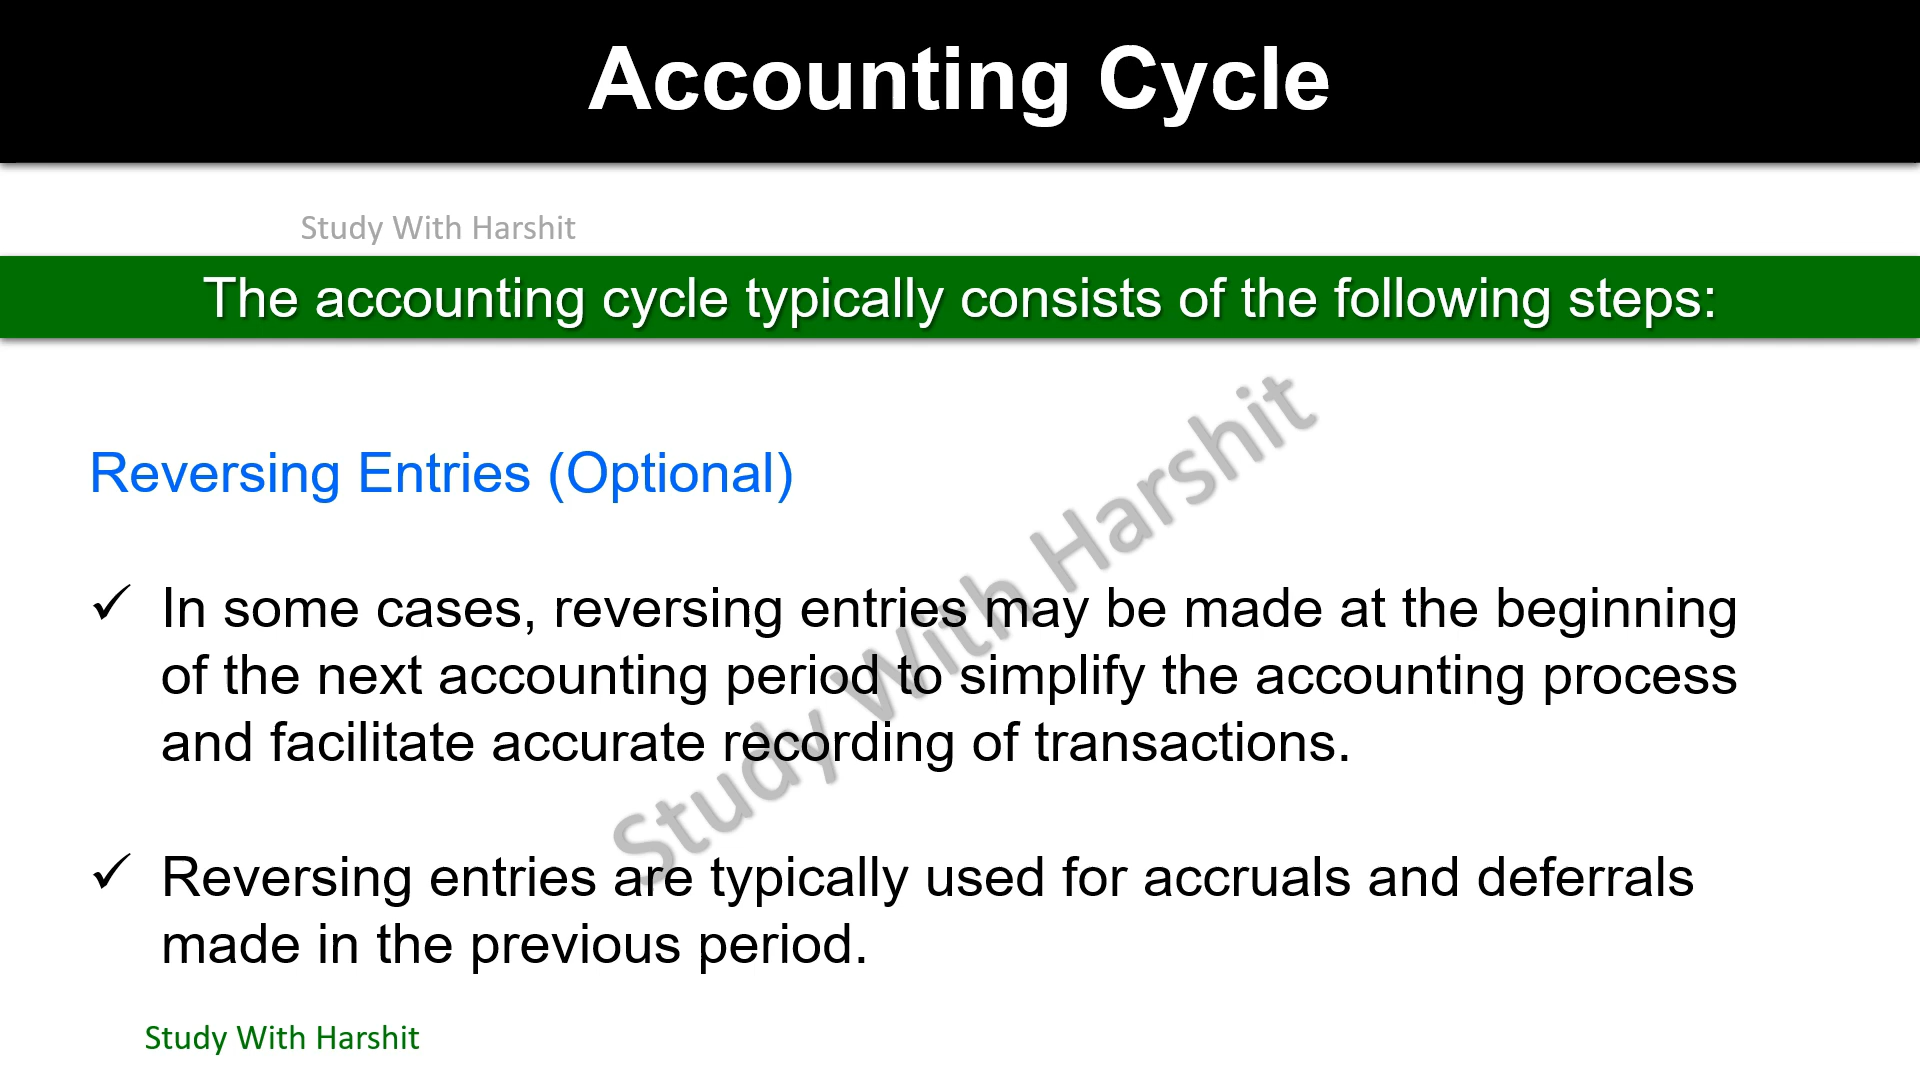 Accounting Cycle
Study With Harshit
The accounting cycle typically consists of the following steps:
Reversing Entries (Optional)
✓ In some cases, reversing entries may be made at the beginning
of the next accounting period to simplify the accounting process
and facilitate accurate recording of transactions.
Study With Harshit
✓ Reversing entries are typically used for accruals and deferrals
made in the previous period.
Study With Harshit